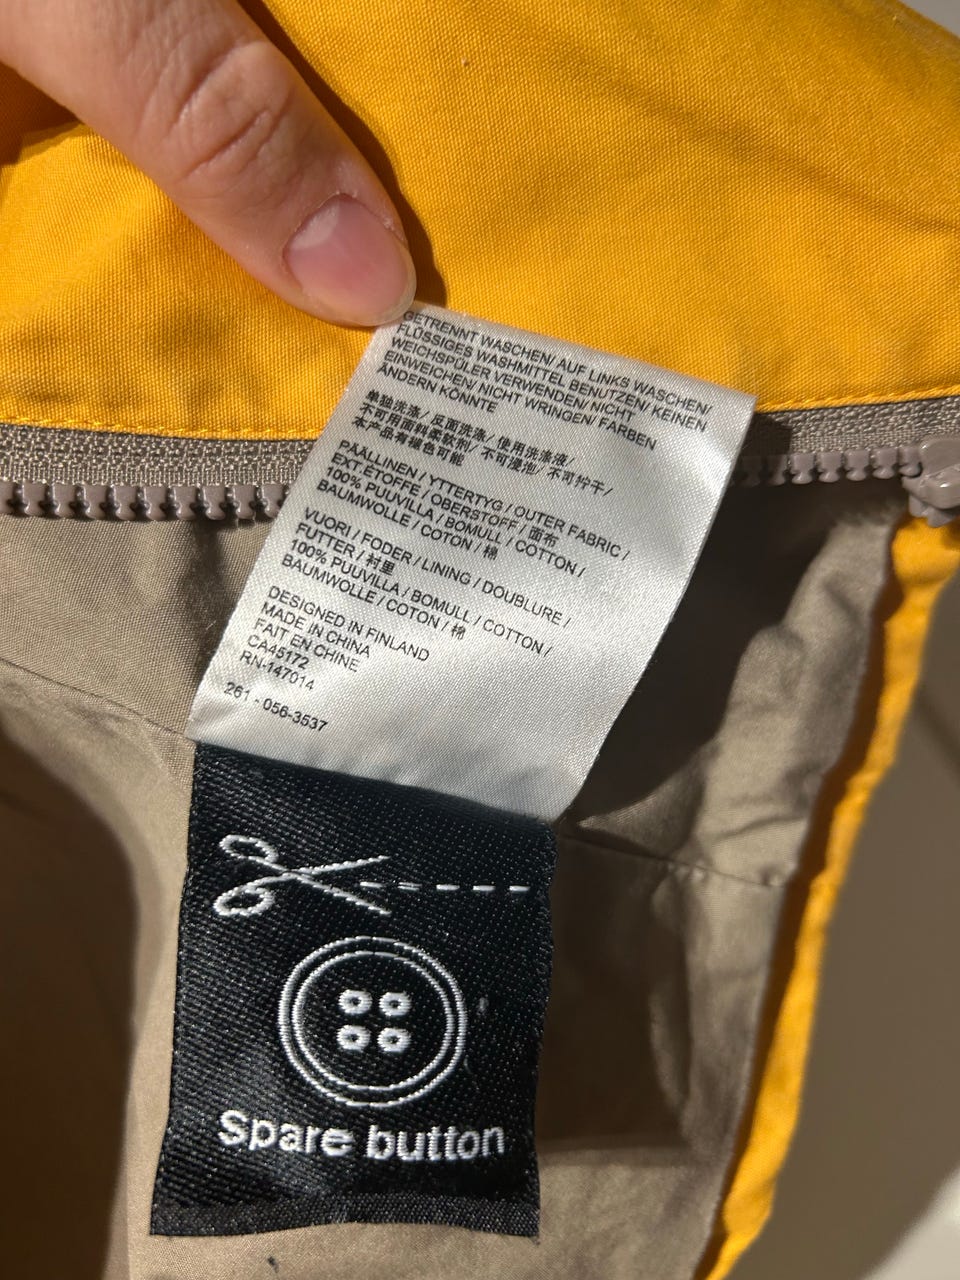 GETRENNT WASCHEN/ AUF LINKS WASCHEN/
FLÜSSIGES WASHMITTEL BENUTZEN/ KEINEN
WEICHSPÜLER VERWENDEN/ NICHT
EINWEICHEN/ NICHT WRINGEN/ FARBEN
ÄNDERN KÖNNTE
单独洗涤/ 反面洗涤/ 使用洗涤液/
不可用面料柔软剂/ 不可浸泡/ 不可拧干/
本产品有褪色可能
PÄÄLLINEN / YTTERTYG / OUTER FABRIC /
EXT.ÉTOFFE / OBERSTOFF / 面布
100% PUUVILLA / BOMULL / COTTON /
BAUMWOLLE / COTON / 棉
VUORI / FODER / LINING / DOUBLURE /
FUTTER / 衬里
100% PUUVILLA / BOMULL / COTTON /
BAUMWOLLE / COTON / 棉
DESIGNED IN FINLAND
MADE IN CHINA
FAIT EN CHINE
CA45172
RN-147014
261 - 056-3537
Spare button